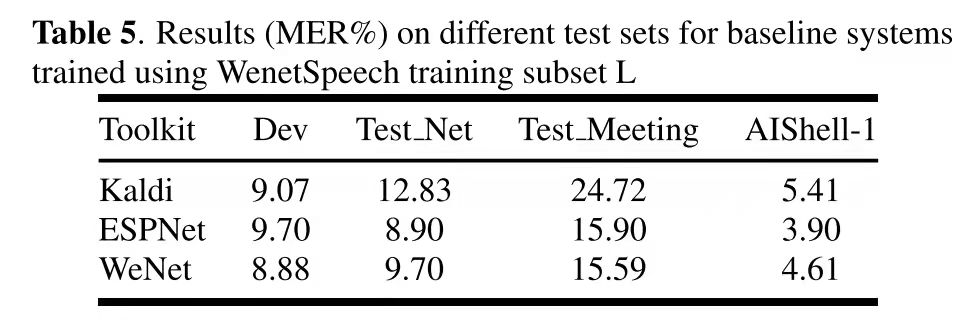 Table 5. Results (MER%) on different test sets for baseline systems
trained using WenetSpeech training subset L
Toolkit Dev Test_Net Test_Meeting AIShell-1
Kaldi 9.07 12.83 24.72 5.41
ESPNet 9.70 8.90 15.90 3.90
WeNet 8.88 9.70 15.59 4.61